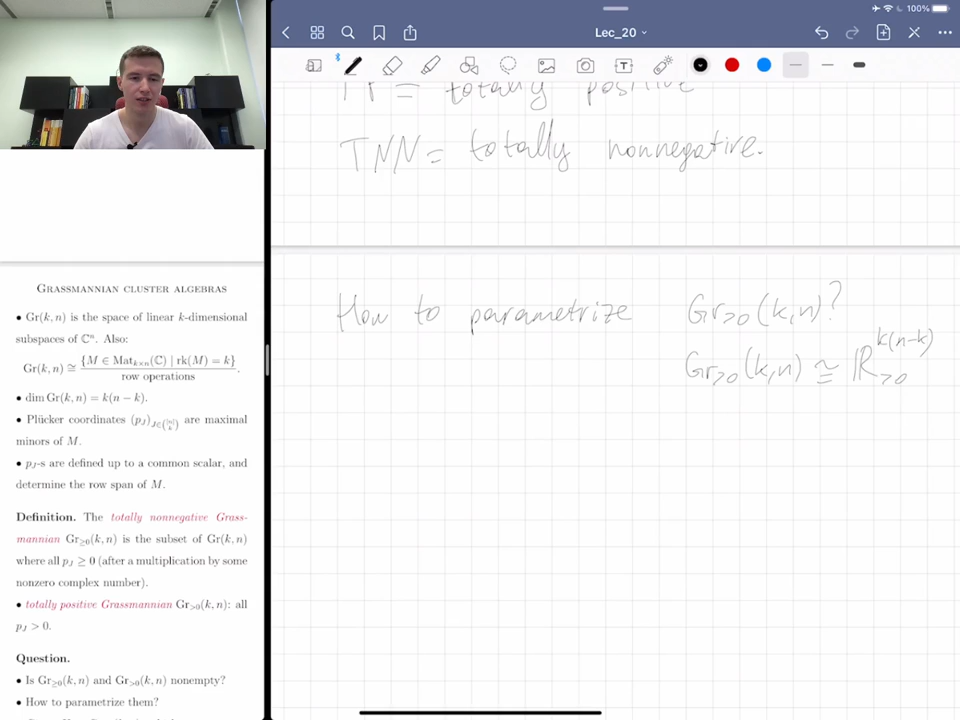 100%
Lec_20
TP = totally positive
TNN = totally nonnegative.
How to parametrize Gr>0(k,n)?
Gr>0(k,n) ≅ R>0^k(n-k)
GRASSMANNIAN CLUSTER ALGEBRAS
• Gr(k, n) is the space of linear k-dimensional
subspaces of ℂⁿ. Also:
Gr(k, n) ≅ {M ∈ Mat_{k×n}(ℂ) | rk(M) = k} / row operations.
• dim Gr(k, n) = k(n − k).
• Plücker coordinates (p_J)_{J∈([n] k)} are maximal
minors of M.
• p_J-s are defined up to a common scalar, and
determine the row span of M.
Definition. The totally nonnegative Grass-
mannian Gr≥0(k, n) is the subset of Gr(k, n)
where all p_J ≥ 0 (after a multiplication by some
nonzero complex number).
• totally positive Grassmannian Gr>0(k, n): all
p_J > 0.
Question.
• Is Gr≥0(k, n) and Gr>0(k, n) nonempty?
• How to parametrize them?